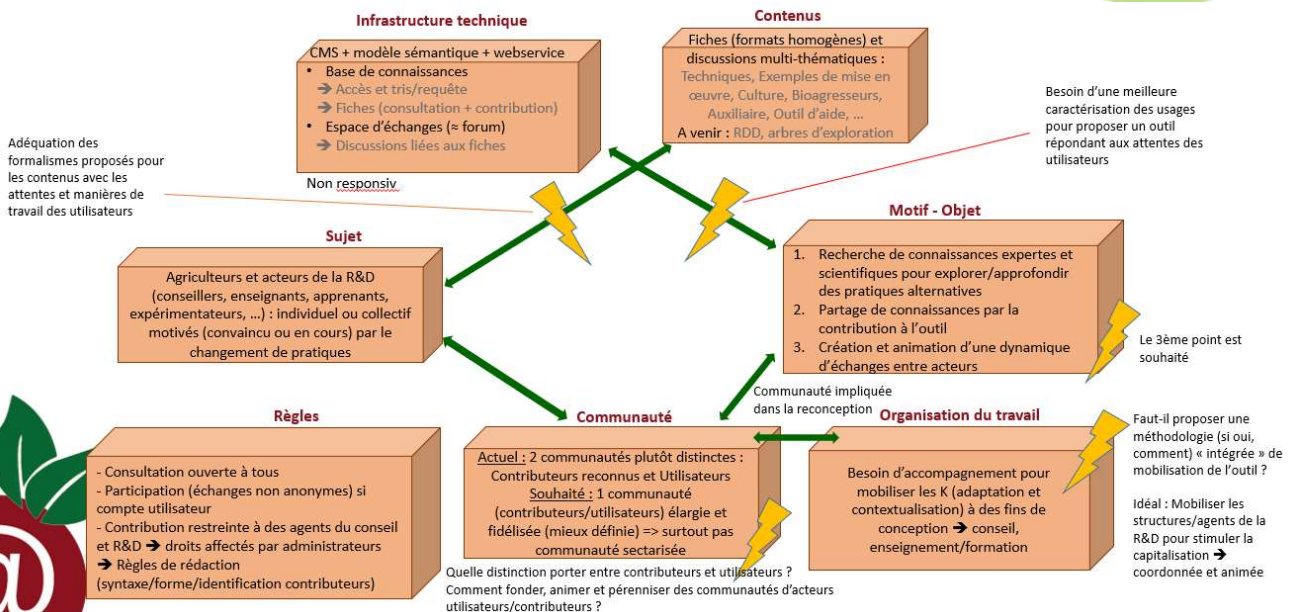 Infrastructure technique
CMS + modèle sémantique + webservice
• Base de connaissances
➔ Accès et tris/requête
➔ Fiches (consultation + contribution)
• Espace d'échanges (≈ forum)
➔ Discussions liées aux fiches
Non responsiv
Contenus
Fiches (formats homogènes) et
discussions multi-thématiques :
Techniques, Exemples de mise en
œuvre, Culture, Bioagresseurs,
Auxiliaire, Outil d'aide, ...
A venir : RDD, arbres d'exploration
Besoin d'une meilleure
caractérisation des usages
pour proposer un outil
répondant aux attentes des
utilisateurs
Adéquation des
formalismes proposés pour
les contenus avec les
attentes et manières de
travail des utilisateurs
Sujet
Agriculteurs et acteurs de la R&D
(conseillers, enseignants, apprenants,
expérimentateurs, ...) : individuel ou collectif
motivés (convaincu ou en cours) par le
changement de pratiques
Motif - Objet
1. Recherche de connaissances expertes et
scientifiques pour explorer/approfondir
des pratiques alternatives
2. Partage de connaissances par la
contribution à l'outil
3. Création et animation d'une dynamique
d'échanges entre acteurs
Le 3ème point est
souhaité
Communauté impliquée
dans la reconception
Règles
- Consultation ouverte à tous
- Participation (échanges non anonymes) si
compte utilisateur
- Contribution restreinte à des agents du conseil
et R&D ➔ droits affectés par administrateurs
➔ Règles de rédaction
(syntaxe/forme/identification contributeurs)
Communauté
Actuel : 2 communautés plutôt distinctes :
Contributeurs reconnus et Utilisateurs
Souhaité : 1 communauté
(contributeurs/utilisateurs) élargie et
fidélisée (mieux définie) => surtout pas
communauté sectarisée
Quelle distinction porter entre contributeurs et utilisateurs ?
Comment fonder, animer et pérenniser des communautés d'acteurs
utilisateurs/contributeurs ?
Organisation du travail
Besoin d'accompagnement pour
mobiliser les K (adaptation et
contextualisation) à des fins de
conception ➔ conseil,
enseignement/formation
Faut-il proposer une
méthodologie (si oui,
comment) « intégrée » de
mobilisation de l'outil ?
Idéal : Mobiliser les
structures/agents de la
R&D pour stimuler la
capitalisation ➔
coordonnée et animée
@